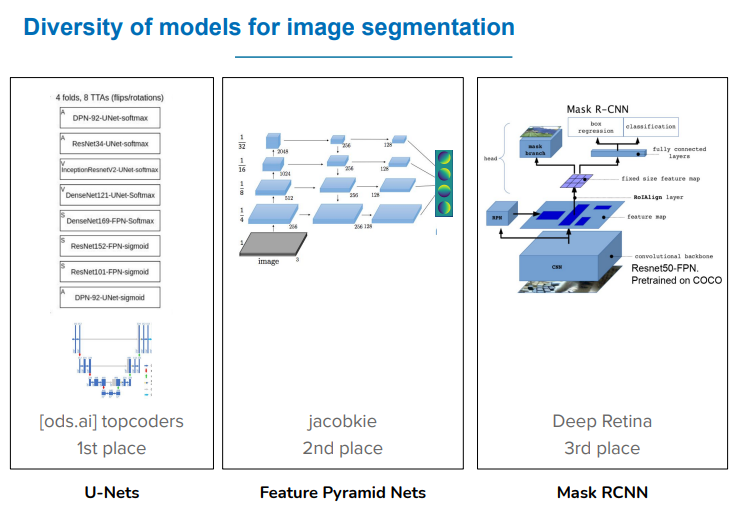 Diversity of models for image segmentation
4 folds, 8 TTAs (flips/rotations)
A
DPN-92-UNet-softmax
A
ResNet34-UNet-softmax
V
InceptionResnetV2-UNet-softmax
V
DenseNet121-UNet-Softmax
S
DenseNet169-FPN-Softmax
S
ResNet152-FPN-sigmoid
S
ResNet101-FPN-sigmoid
A
DPN-92-UNet-sigmoid
[ods.ai] topcoders
1st place
U-Nets
1/32
2048
256
128
1/16
1024
256
128
1/8
512
256
128
1/4
256
256
128
1
image
3
jacobkie
2nd place
Feature Pyramid Nets
Mask R-CNN
box regression
classification
head
mask branch
fully connected layers
fixed size feature map
RoIAlign layer
RPN
feature map
CNN
convolutional backbone
Resnet50-FPN.
Pretrained on COCO
Deep Retina
3rd place
Mask RCNN